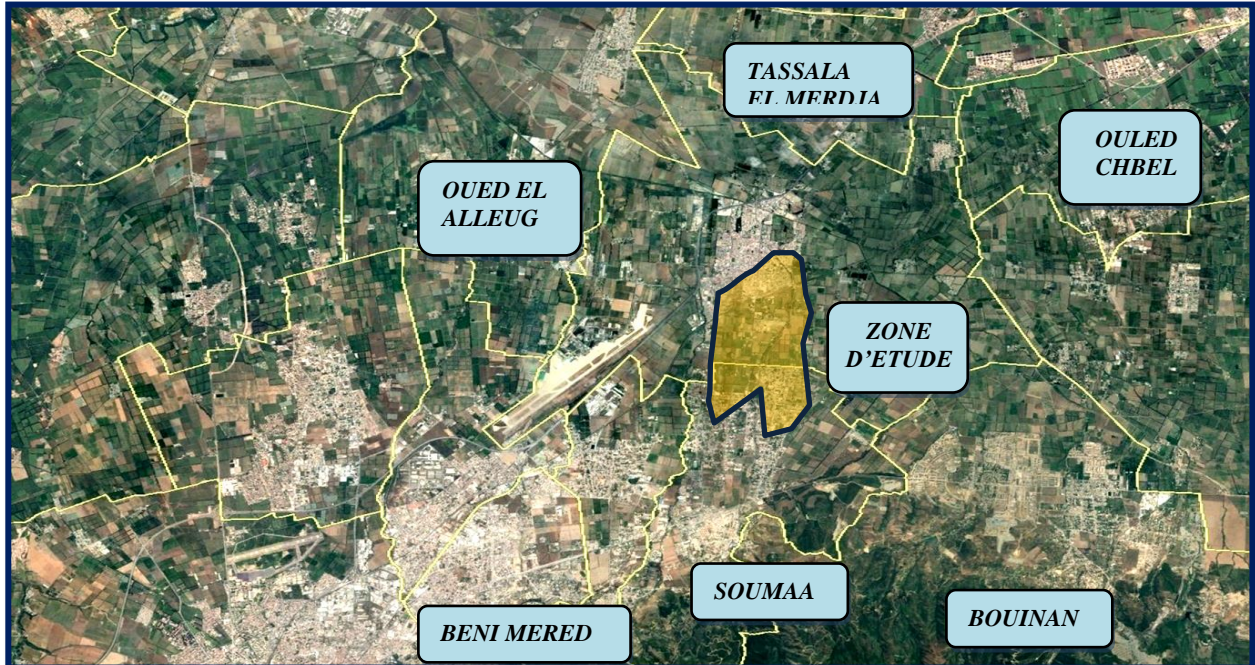 TASSALA
EL MERDJA
OULED
CHBEL
OUED EL
ALLEUG
ZONE
D'ETUDE
SOUMAA
BOUINAN
BENI MERED